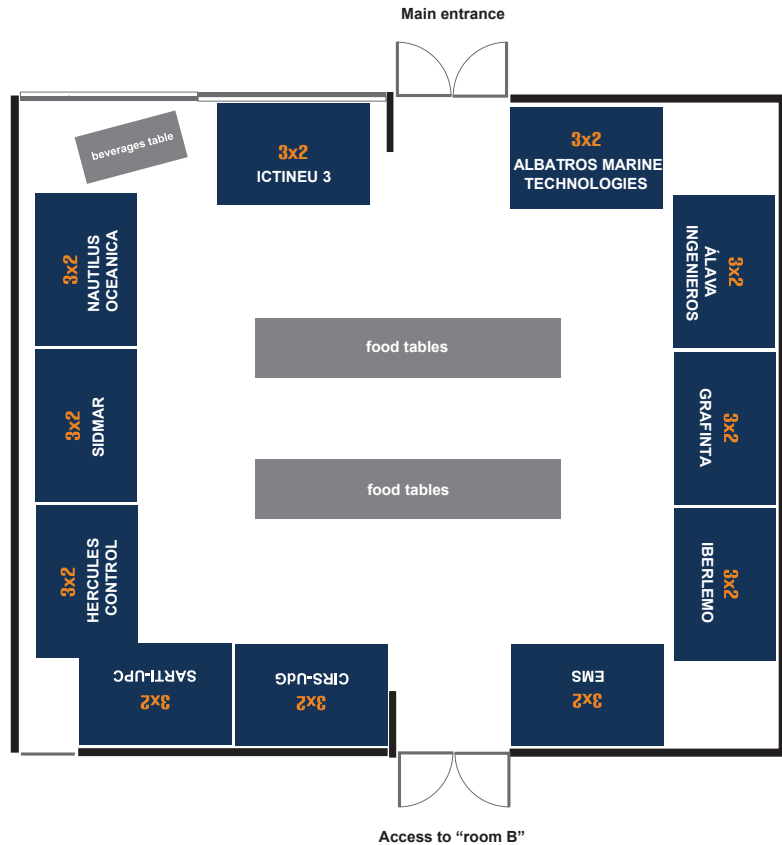 Main entrance
beverages table
3x2
ICTINEU 3
3x2
ALBATROS MARINE
TECHNOLOGIES
3x2
NAUTILUS
OCEANICA
3x2
ÁLAVA
INGENIEROS
food tables
3x2
SIDMAR
3x2
GRAFINTA
food tables
3x2
HERCULES
CONTROL
3x2
IBERLEMO
SARTI-UPC
3x2
CIRS-UdG
3x2
EMS
3x2
Access to “room B”